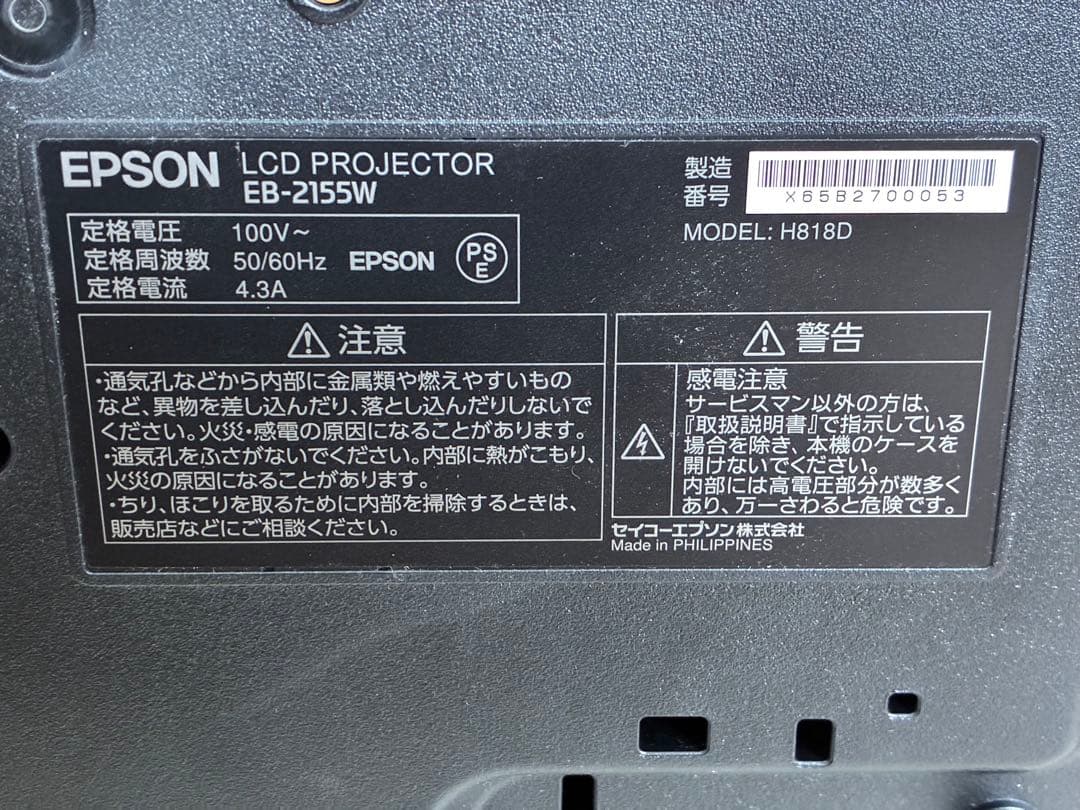 EPSON LCD PROJECTOR
EB-2155W
製造
番号
X65B2700053
MODEL: H818D
定格電圧 100V～
定格周波数 50/60Hz
定格電流 4.3A
EPSON
PS
E
注意
・通気孔などから内部に金属類や燃えやすいもの
など、異物を差し込んだり、落とし込んだりしないで
ください。火災・感電の原因になることがあります。
・通気孔をふさがないでください。内部に熱がこもり、
火災の原因になることがあります。
・ちり、ほこりを取るために内部を掃除するときは、
販売店などにご相談ください。
警告
感電注意
サービスマン以外の方は、
『取扱説明書』で指示している
場合を除き、本機のケースを
開けないでください。
内部には高電圧部分が数多く
あり、万一さわると危険です。
セイコーエプソン株式会社
Made in PHILIPPINES